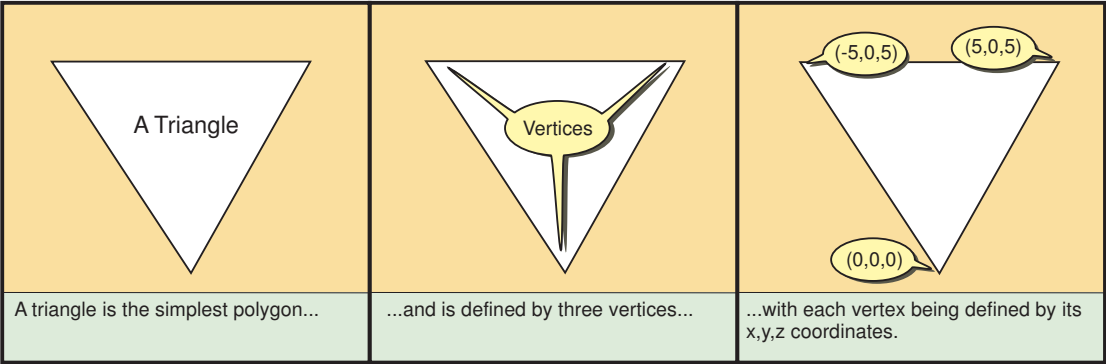 A Triangle
A triangle is the simplest polygon...
Vertices
...and is defined by three vertices...
(-5,0,5)
(5,0,5)
(0,0,0)
...with each vertex being defined by its
x,y,z coordinates.